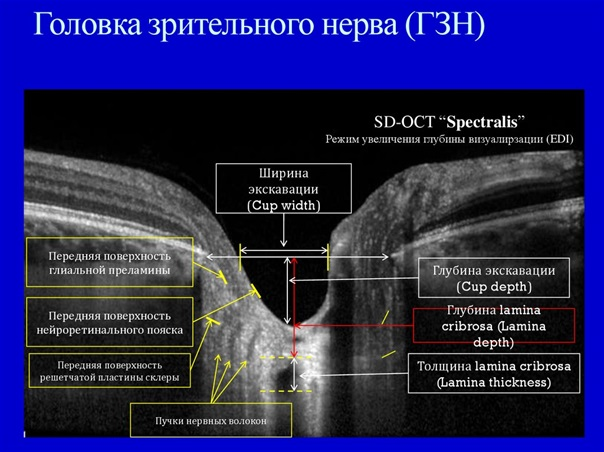 Головка зрительного нерва (ГЗН)
SD-OCT “Spectralis”
Режим увеличения глубины визуалирзации (EDI)
Ширина
экскавации
(Cup width)
Передняя поверхность
глиальной преламины
Передняя поверхность
нейроретинального пояска
Передняя поверхность
решетчатой пластины склеры
Пучки нервных волокон
Глубина экскавации
(Cup depth)
Глубина lamina
cribrosa (Lamina
depth)
Толщина lamina cribrosa
(Lamina thickness)